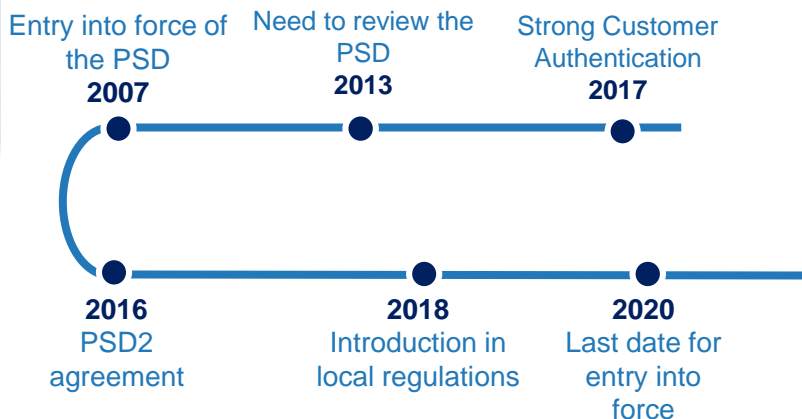 Entry into force of
the PSD
2007
Need to review the
PSD
2013
Strong Customer
Authentication
2017
2016
PSD2
agreement
2018
Introduction in
local regulations
2020
Last date for
entry into
force